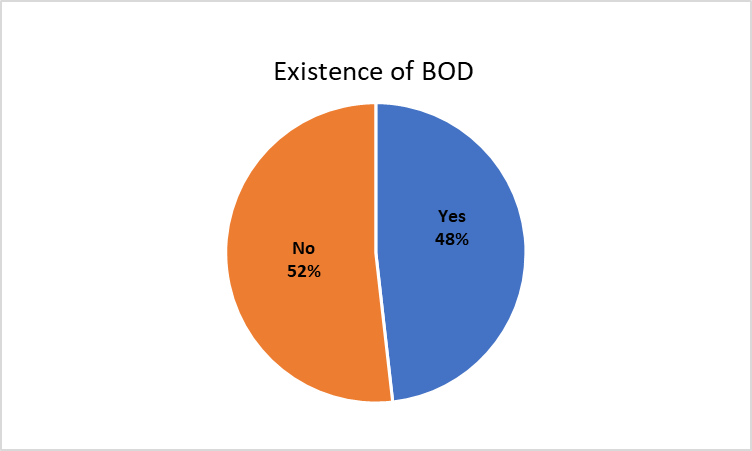 Existence of BOD
Yes
48%
No
52%